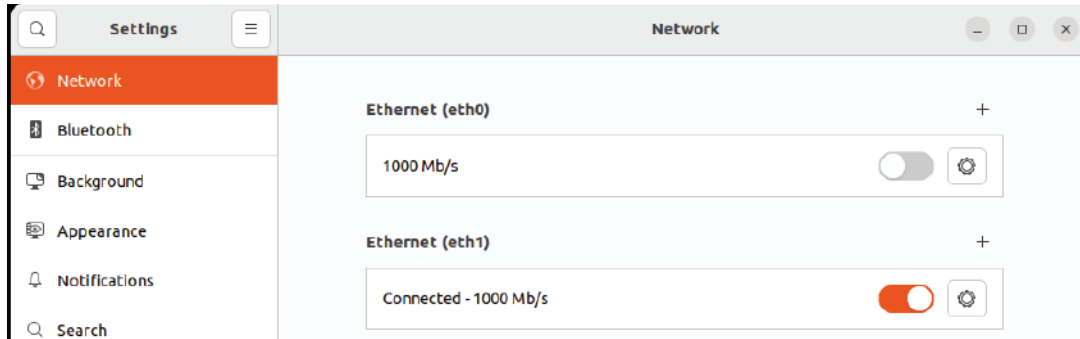 Settings
Network
Network
Bluetooth
Background
Appearance
Notifications
Search
Ethernet (eth0)
1000 Mb/s
Ethernet (eth1)
Connected - 1000 Mb/s